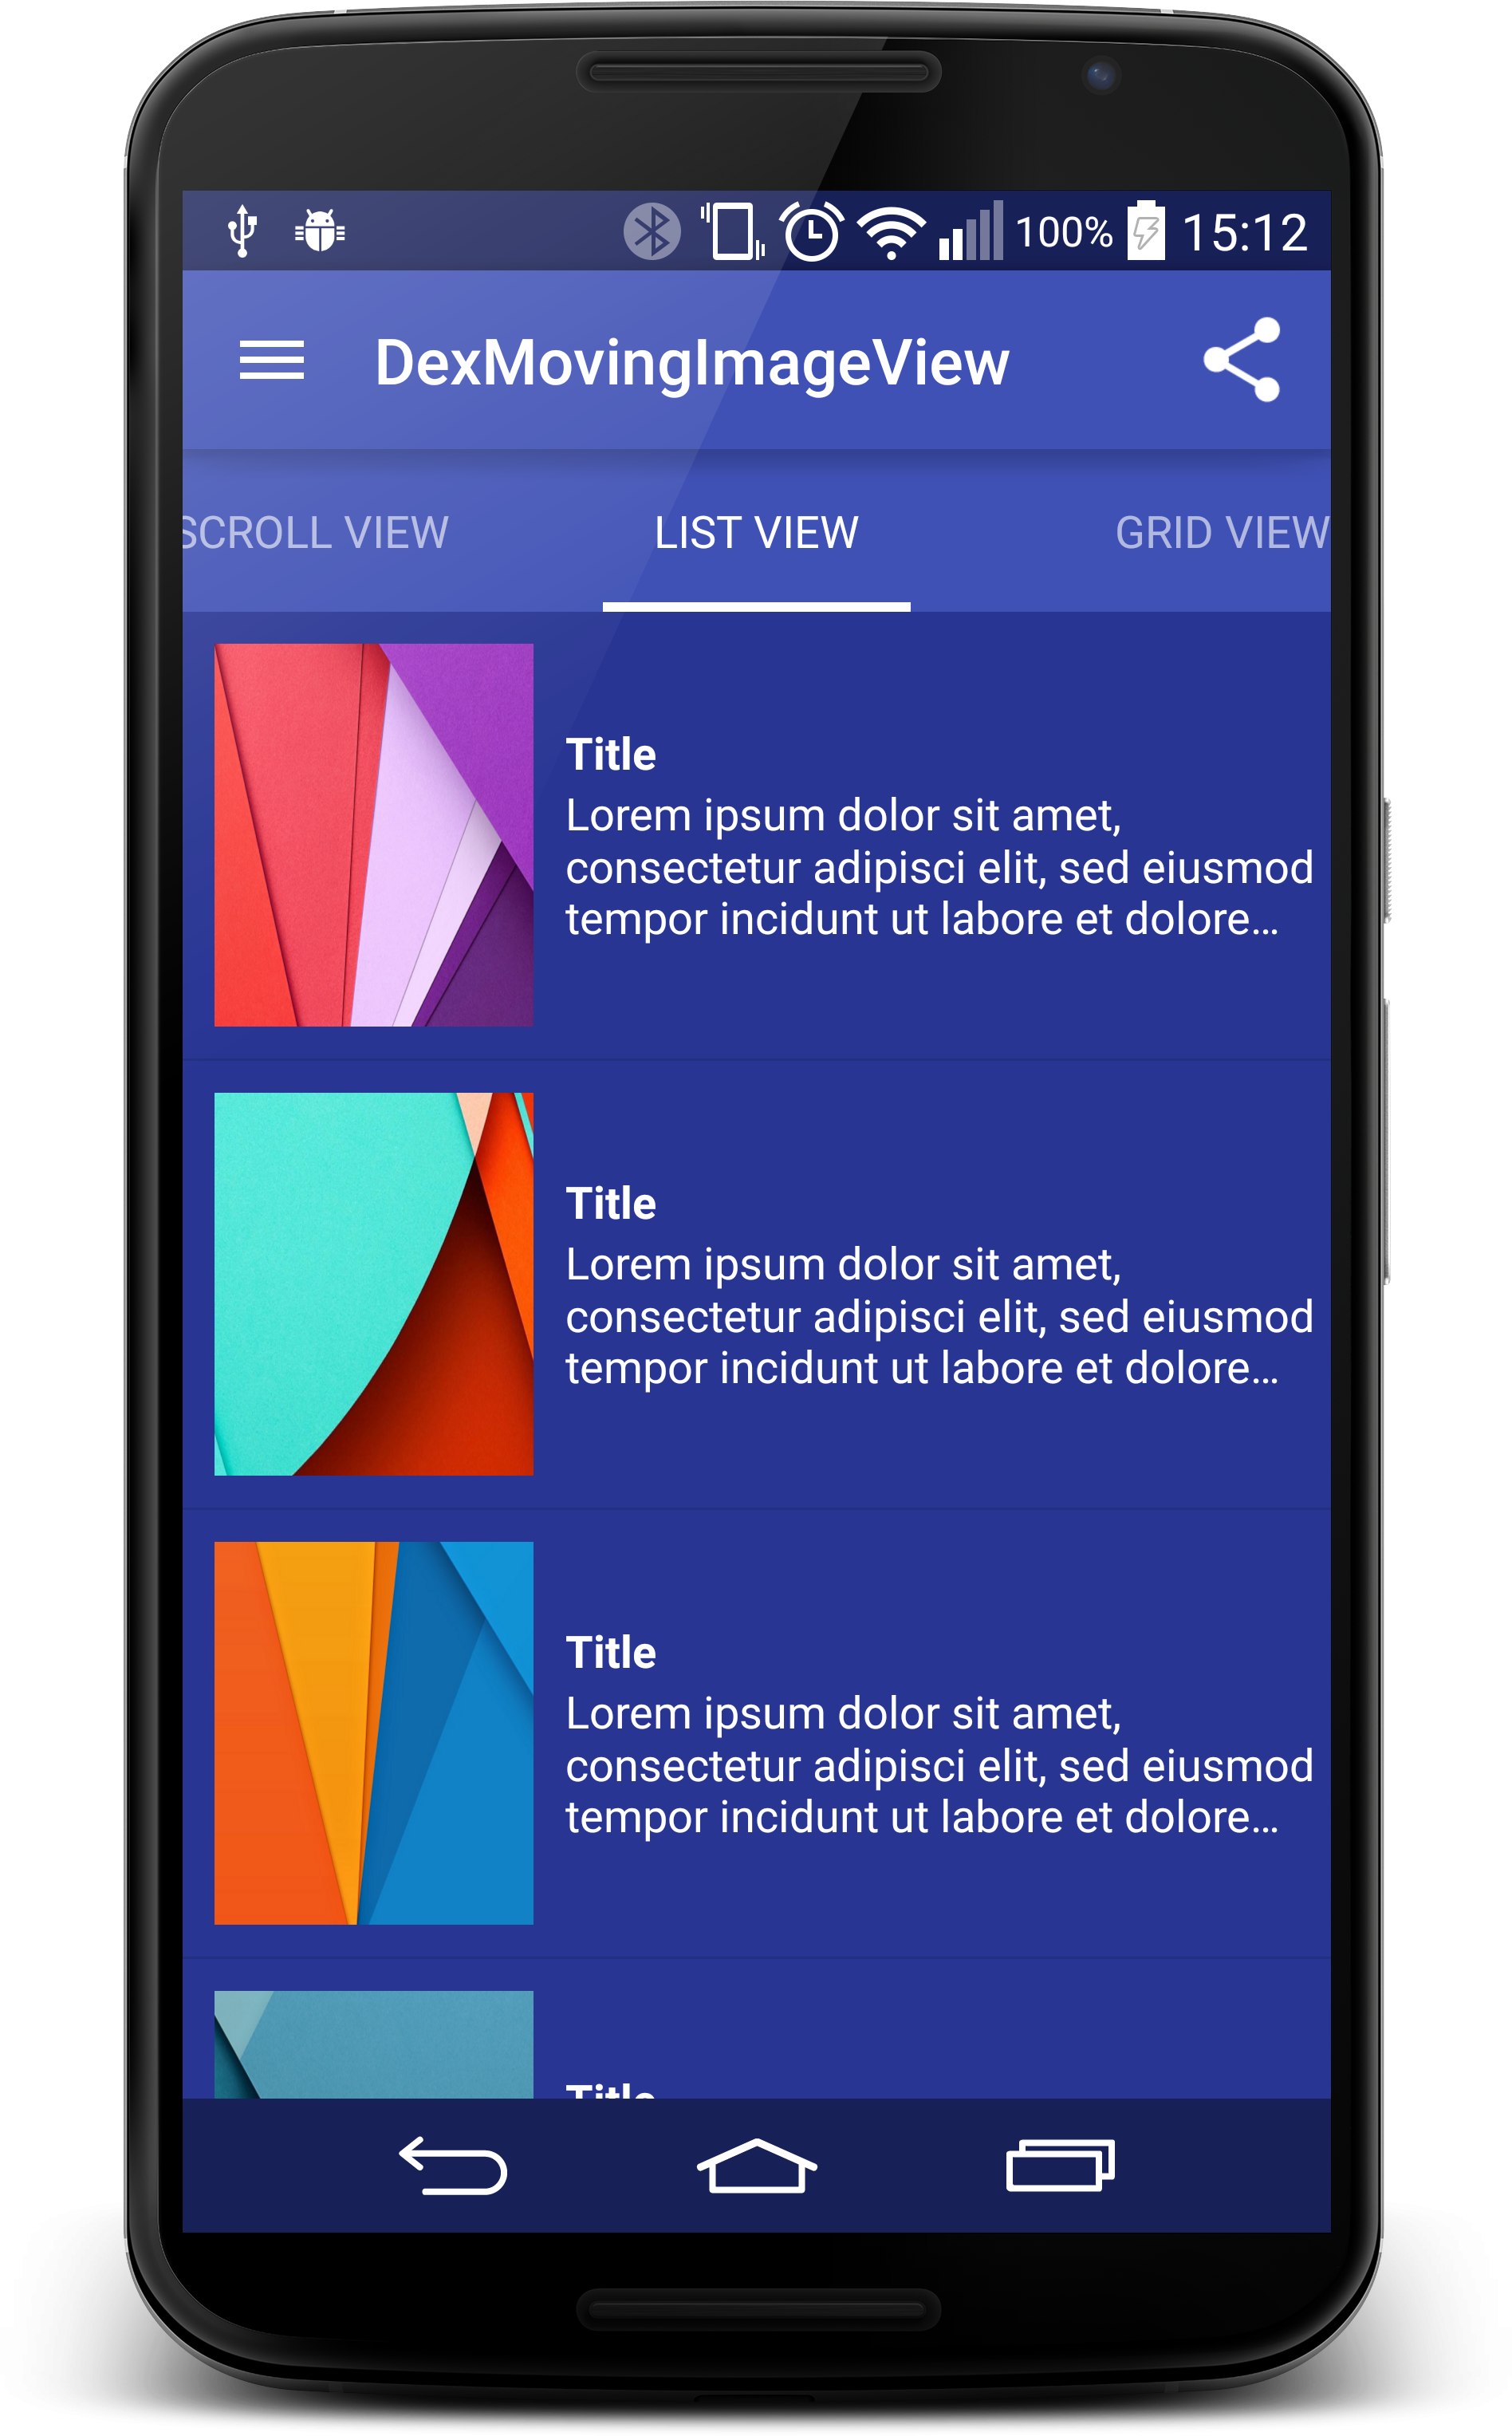 100% 15:12
DexMovingImageView
SCROLL VIEW LIST VIEW GRID VIEW
Title
Lorem ipsum dolor sit amet,
consectetur adipisci elit, sed eiusmod
tempor incidunt ut labore et dolore...
Title
Lorem ipsum dolor sit amet,
consectetur adipisci elit, sed eiusmod
tempor incidunt ut labore et dolore...
Title
Lorem ipsum dolor sit amet,
consectetur adipisci elit, sed eiusmod
tempor incidunt ut labore et dolore...
Title